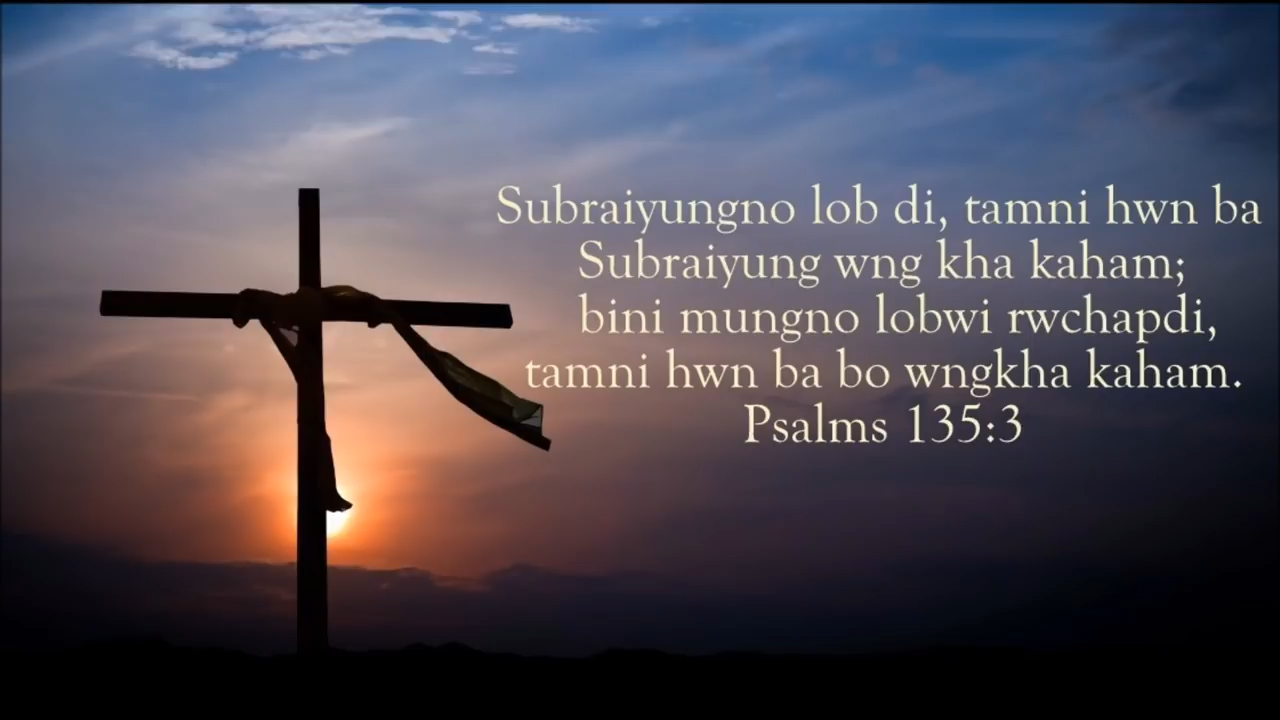 Subraiyungno lob di, tamni hwn ba
Subraiyung wng kha kaham;
bini mungno lobwi rwchapdi,
tamni hwn ba bo wngkha kaham.
Psalms 135:3